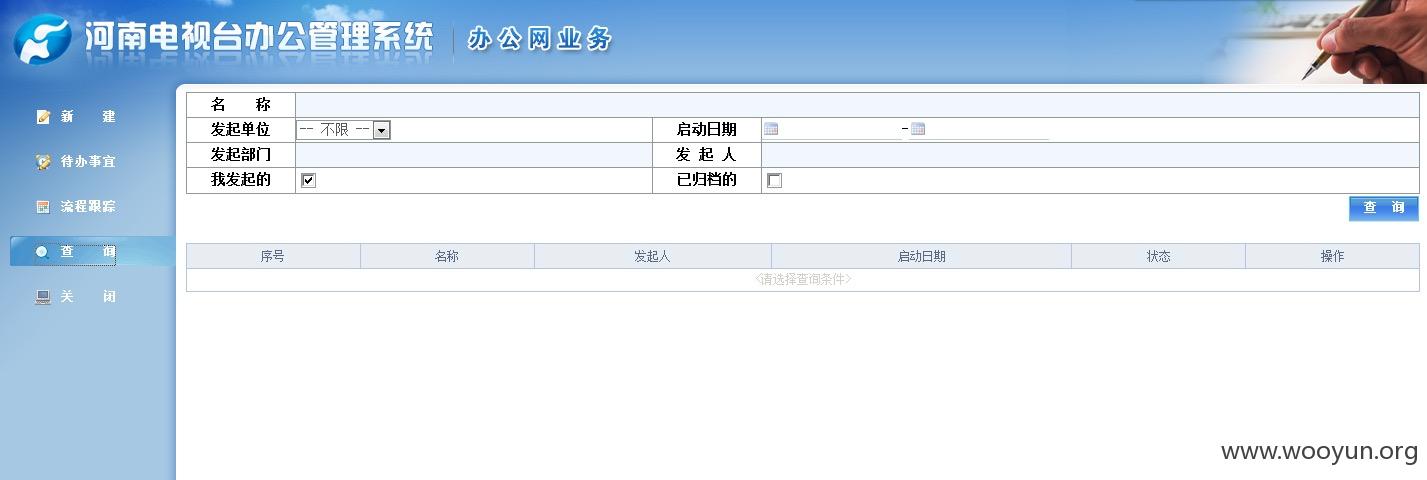 河南电视台办公管理系统 办公网业务
新 建
待办事宜
流程跟踪
查 询
关 闭
名 称
发起单位 -- 不限 -- 启动日期 -
发起部门 发 起 人
我发起的 已归档的
查 询
序号 名称 发起人 启动日期 状态 操作
<请选择查询条件>
www.wooyun.org